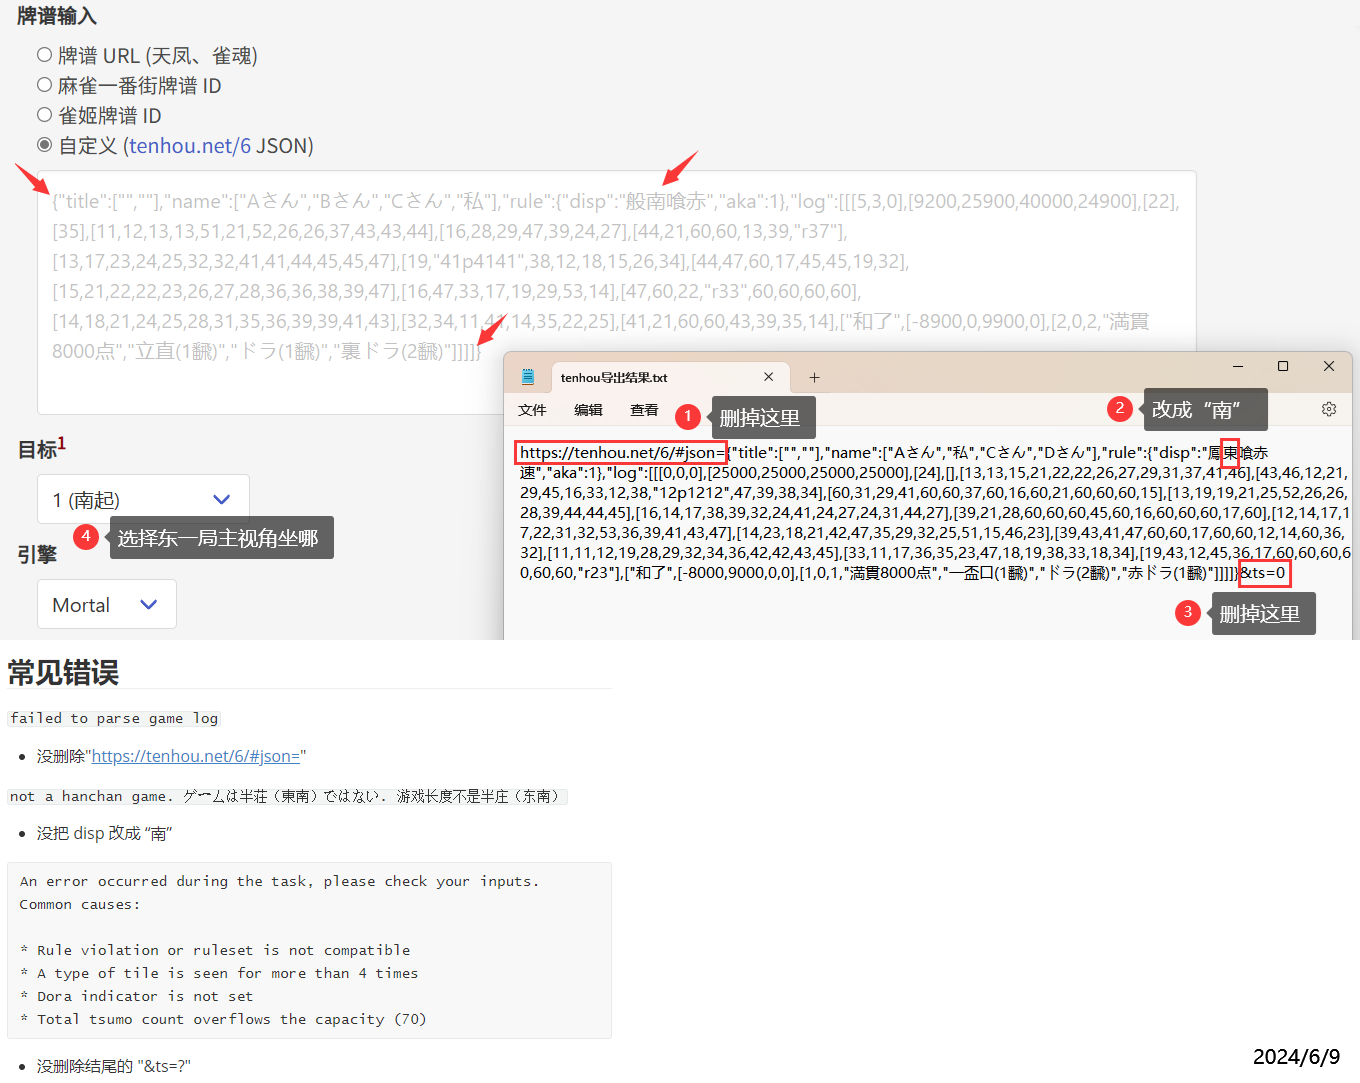 牌谱输入
牌谱 URL (天凤、雀魂)
麻雀一番街牌谱 ID
雀姬牌谱 ID
自定义 (tenhou.net/6 JSON)
{"title":["",""],"name":["Aさん","Bさん","Cさん","私"],"rule":{"disp":"般南喰赤","aka":1},"log":[[[5,3,0],[9200,25900,40000,24900],[22],
[35],[11,12,13,13,51,21,52,26,26,37,43,43,44],[16,28,29,47,39,24,27],[44,21,60,60,13,39,"r37"],
[13,17,23,24,25,32,32,41,41,44,45,45,47],[19,"41p4141",38,12,18,15,26,34],[44,47,60,17,45,45,19,32],
[15,21,22,22,23,26,27,28,36,36,38,39,47],[16,47,33,17,19,29,53,14],[47,60,22,"r33",60,60,60,60],
[14,18,21,24,25,28,31,35,36,39,39,41,43],[32,34,11,41,14,35,22,25],[41,21,60,60,43,39,35,14],["和了",[-8900,0,9900,0],[2,0,2,"満貫
8000点","立直(1飜)","ドラ(1飜)","裏ドラ(2飜)"]]]]}
tenhou导出结果.txt
文件 编辑 查看
1 删掉这里
2 改成“南”
https://tenhou.net/6/#json={"title":["",""],"name":["Aさん","私","Cさん","Dさん"],"rule":{"disp":"鳳東喰赤
速","aka":1},"log":[[[0,0,0],[25000,25000,25000,25000],[24],[],[13,13,15,21,22,22,26,27,29,31,37,41,46],[43,46,12,21,
29,45,16,33,12,38,"12p1212",47,39,38,34],[60,31,29,41,60,60,37,60,16,60,21,60,60,60,15],[13,19,19,21,25,52,26,26,
28,39,44,44,45],[16,14,17,38,39,32,24,41,24,27,24,31,44,27],[39,21,28,60,60,60,45,60,16,60,60,60,17,60],[12,14,17,1
7,22,31,32,53,36,39,41,43,47],[14,23,18,21,42,47,35,29,32,25,51,15,46,23],[39,43,41,47,60,60,17,60,60,12,14,60,36,
32],[11,11,12,19,28,29,32,34,36,42,42,43,45],[33,11,17,36,35,23,47,18,19,38,33,18,34],[19,43,12,45,36,17,60,60,60,6
0,60,60,"r23"],["和了",[-8000,9000,0,0],[1,0,1,"満貫8000点","一盃口(1飜)","ドラ(2飜)","赤ドラ(1飜)"]]]]}&ts=0
3 删掉这里
目标1
1 (南起)
4 选择东一局主视角坐哪
引擎
Mortal
常见错误
failed to parse game log
没删除"https://tenhou.net/6/#json="
not a hanchan game. ゲームは半荘（東南）ではない. 游戏长度不是半庄（东南）
没把 disp 改成 “南”
An error occurred during the task, please check your inputs.
Common causes:
* Rule violation or ruleset is not compatible
* A type of tile is seen for more than 4 times
* Dora indicator is not set
* Total tsumo count overflows the capacity (70)
没删除结尾的 "&ts=?"
2024/6/9